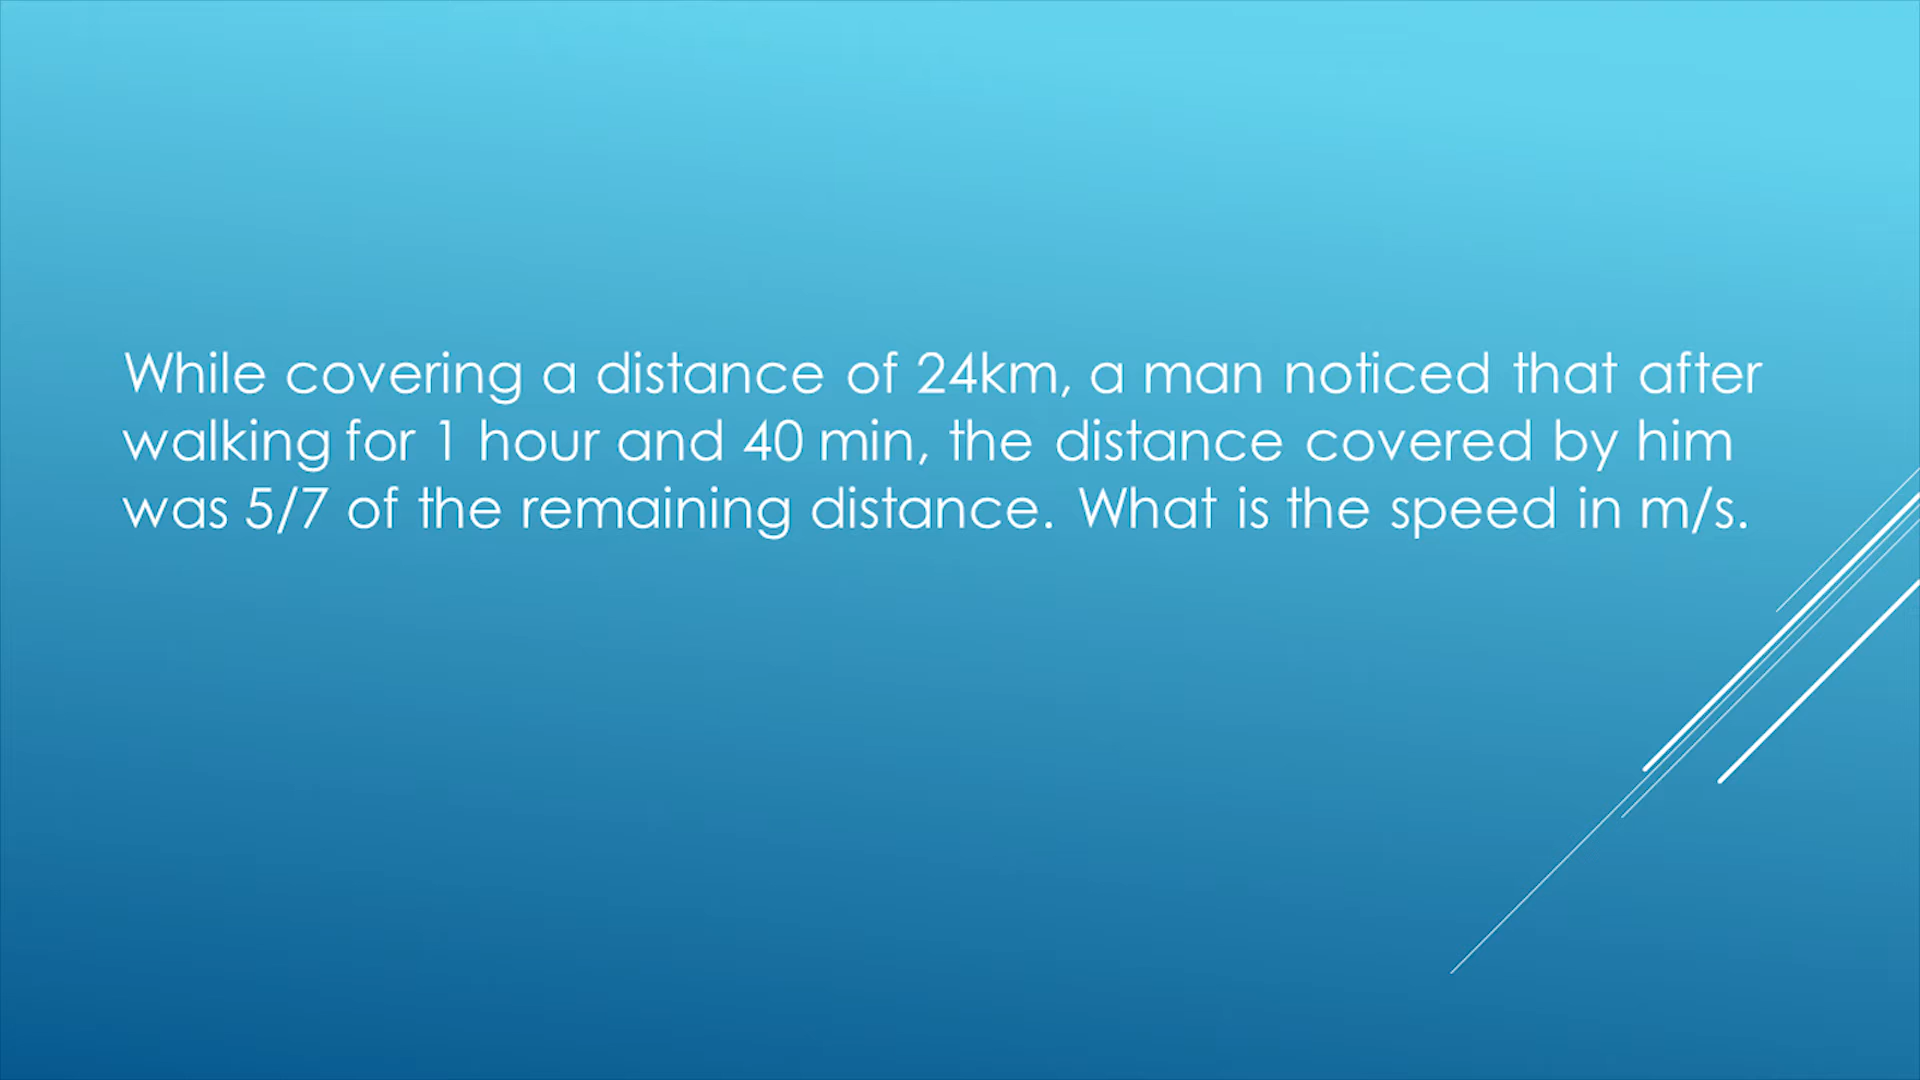 While covering a distance of 24km, a man noticed that after
walking for 1 hour and 40 min, the distance covered by him
was 5/7 of the remaining distance. What is the speed in m/s.